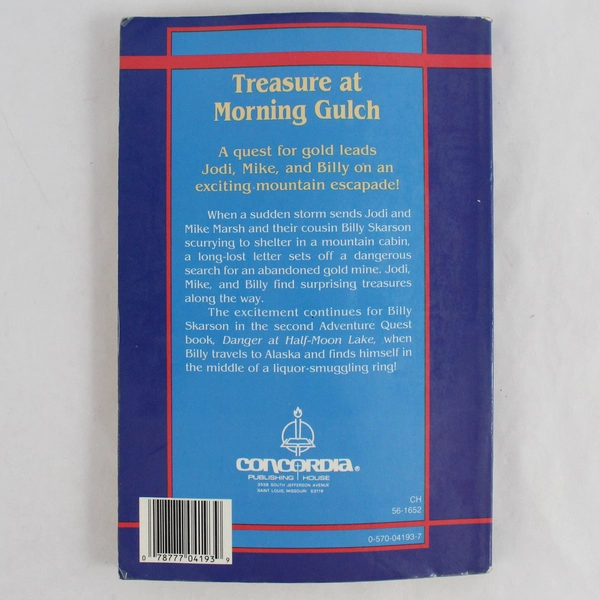 Treasure at
Morning Gulch
A quest for gold leads
Jodi, Mike, and Billy on an
exciting mountain escapade!
When a sudden storm sends Jodi and
Mike Marsh and their cousin Billy Skarson
scurrying to shelter in a mountain cabin,
a long-lost letter sets off a dangerous
search for an abandoned gold mine. Jodi,
Mike, and Billy find surprising treasures
along the way.
The excitement continues for Billy
Skarson in the second Adventure Quest
book, Danger at Half-Moon Lake, when
Billy travels to Alaska and finds himself in
the middle of a liquor-smuggling ring!
CONCORDIA®
PUBLISHING HOUSE
3558 SOUTH JEFFERSON AVENUE
SAINT LOUIS, MISSOURI 63118
CH
56-1652
0-570-04193-7
0 78777 04193 9